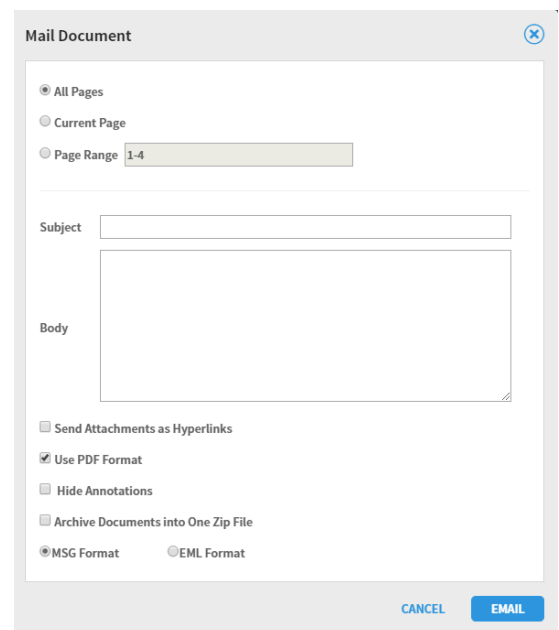 Mail Document
All Pages
Current Page
Page Range 1-4
Subject
Body
Send Attachments as Hyperlinks
Use PDF Format
Hide Annotations
Archive Documents into One Zip File
MSG Format EML Format
CANCEL EMAIL